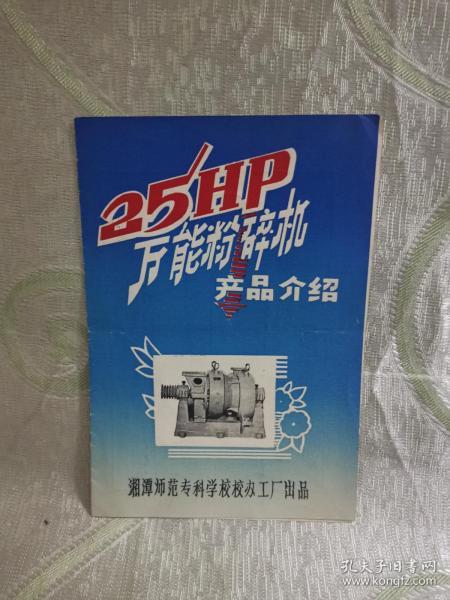 25HP
万能粉碎机
产品介绍
湘潭师范专科学校校办工厂出品
孔夫子旧书网
www.kongfz.com